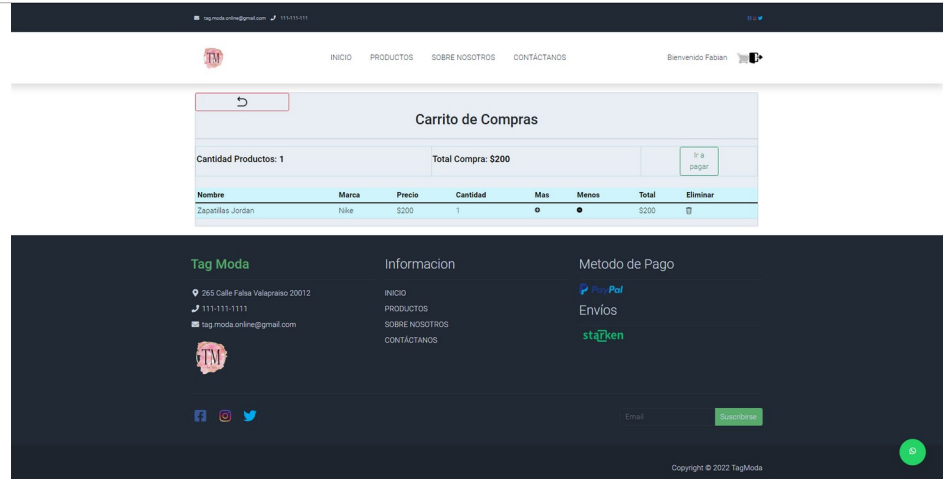 tag.moda.online@gmail.com 111-111-111
TM
INICIO PRODUCTOS SOBRE NOSOTROS CONTÁCTANOS Bienvenido Fabian
Carrito de Compras
Cantidad Productos: 1 Total Compra: $200 Ir a pagar
Nombre Marca Precio Cantidad Mas Menos Total Eliminar
Zapatillas Jordan Nike $200 1 $200
Tag Moda Informacion Metodo de Pago
265 Calle Falsa Valapraiso 20012 INICIO PayPal
111-111-1111 PRODUCTOS Envíos
tag.moda.online@gmail.com SOBRE NOSOTROS starken
CONTÁCTANOS
TM
Email Suscribirse
Copyright © 2022 TagModa